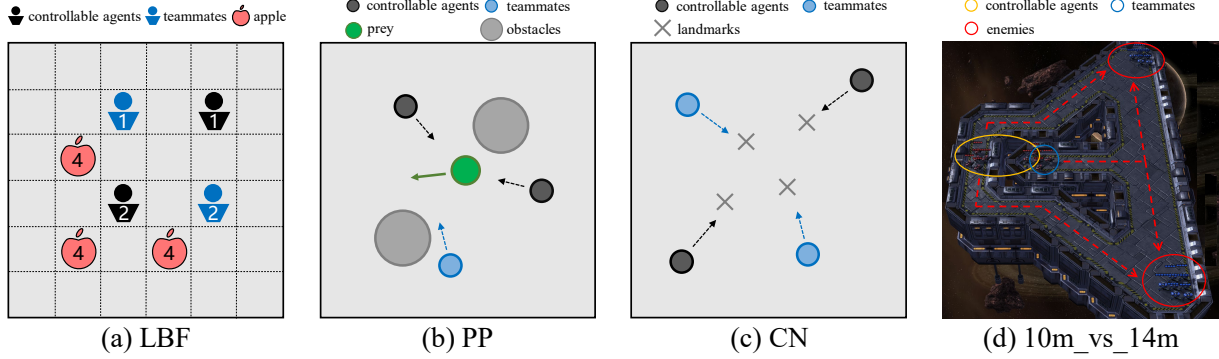 controllable agents teammates apple
1 1
4
2 2
4 4
(a) LBF
controllable agents teammates
prey obstacles
(b) PP
controllable agents teammates
landmarks
(c) CN
controllable agents teammates
enemies
(d) 10m_vs_14m